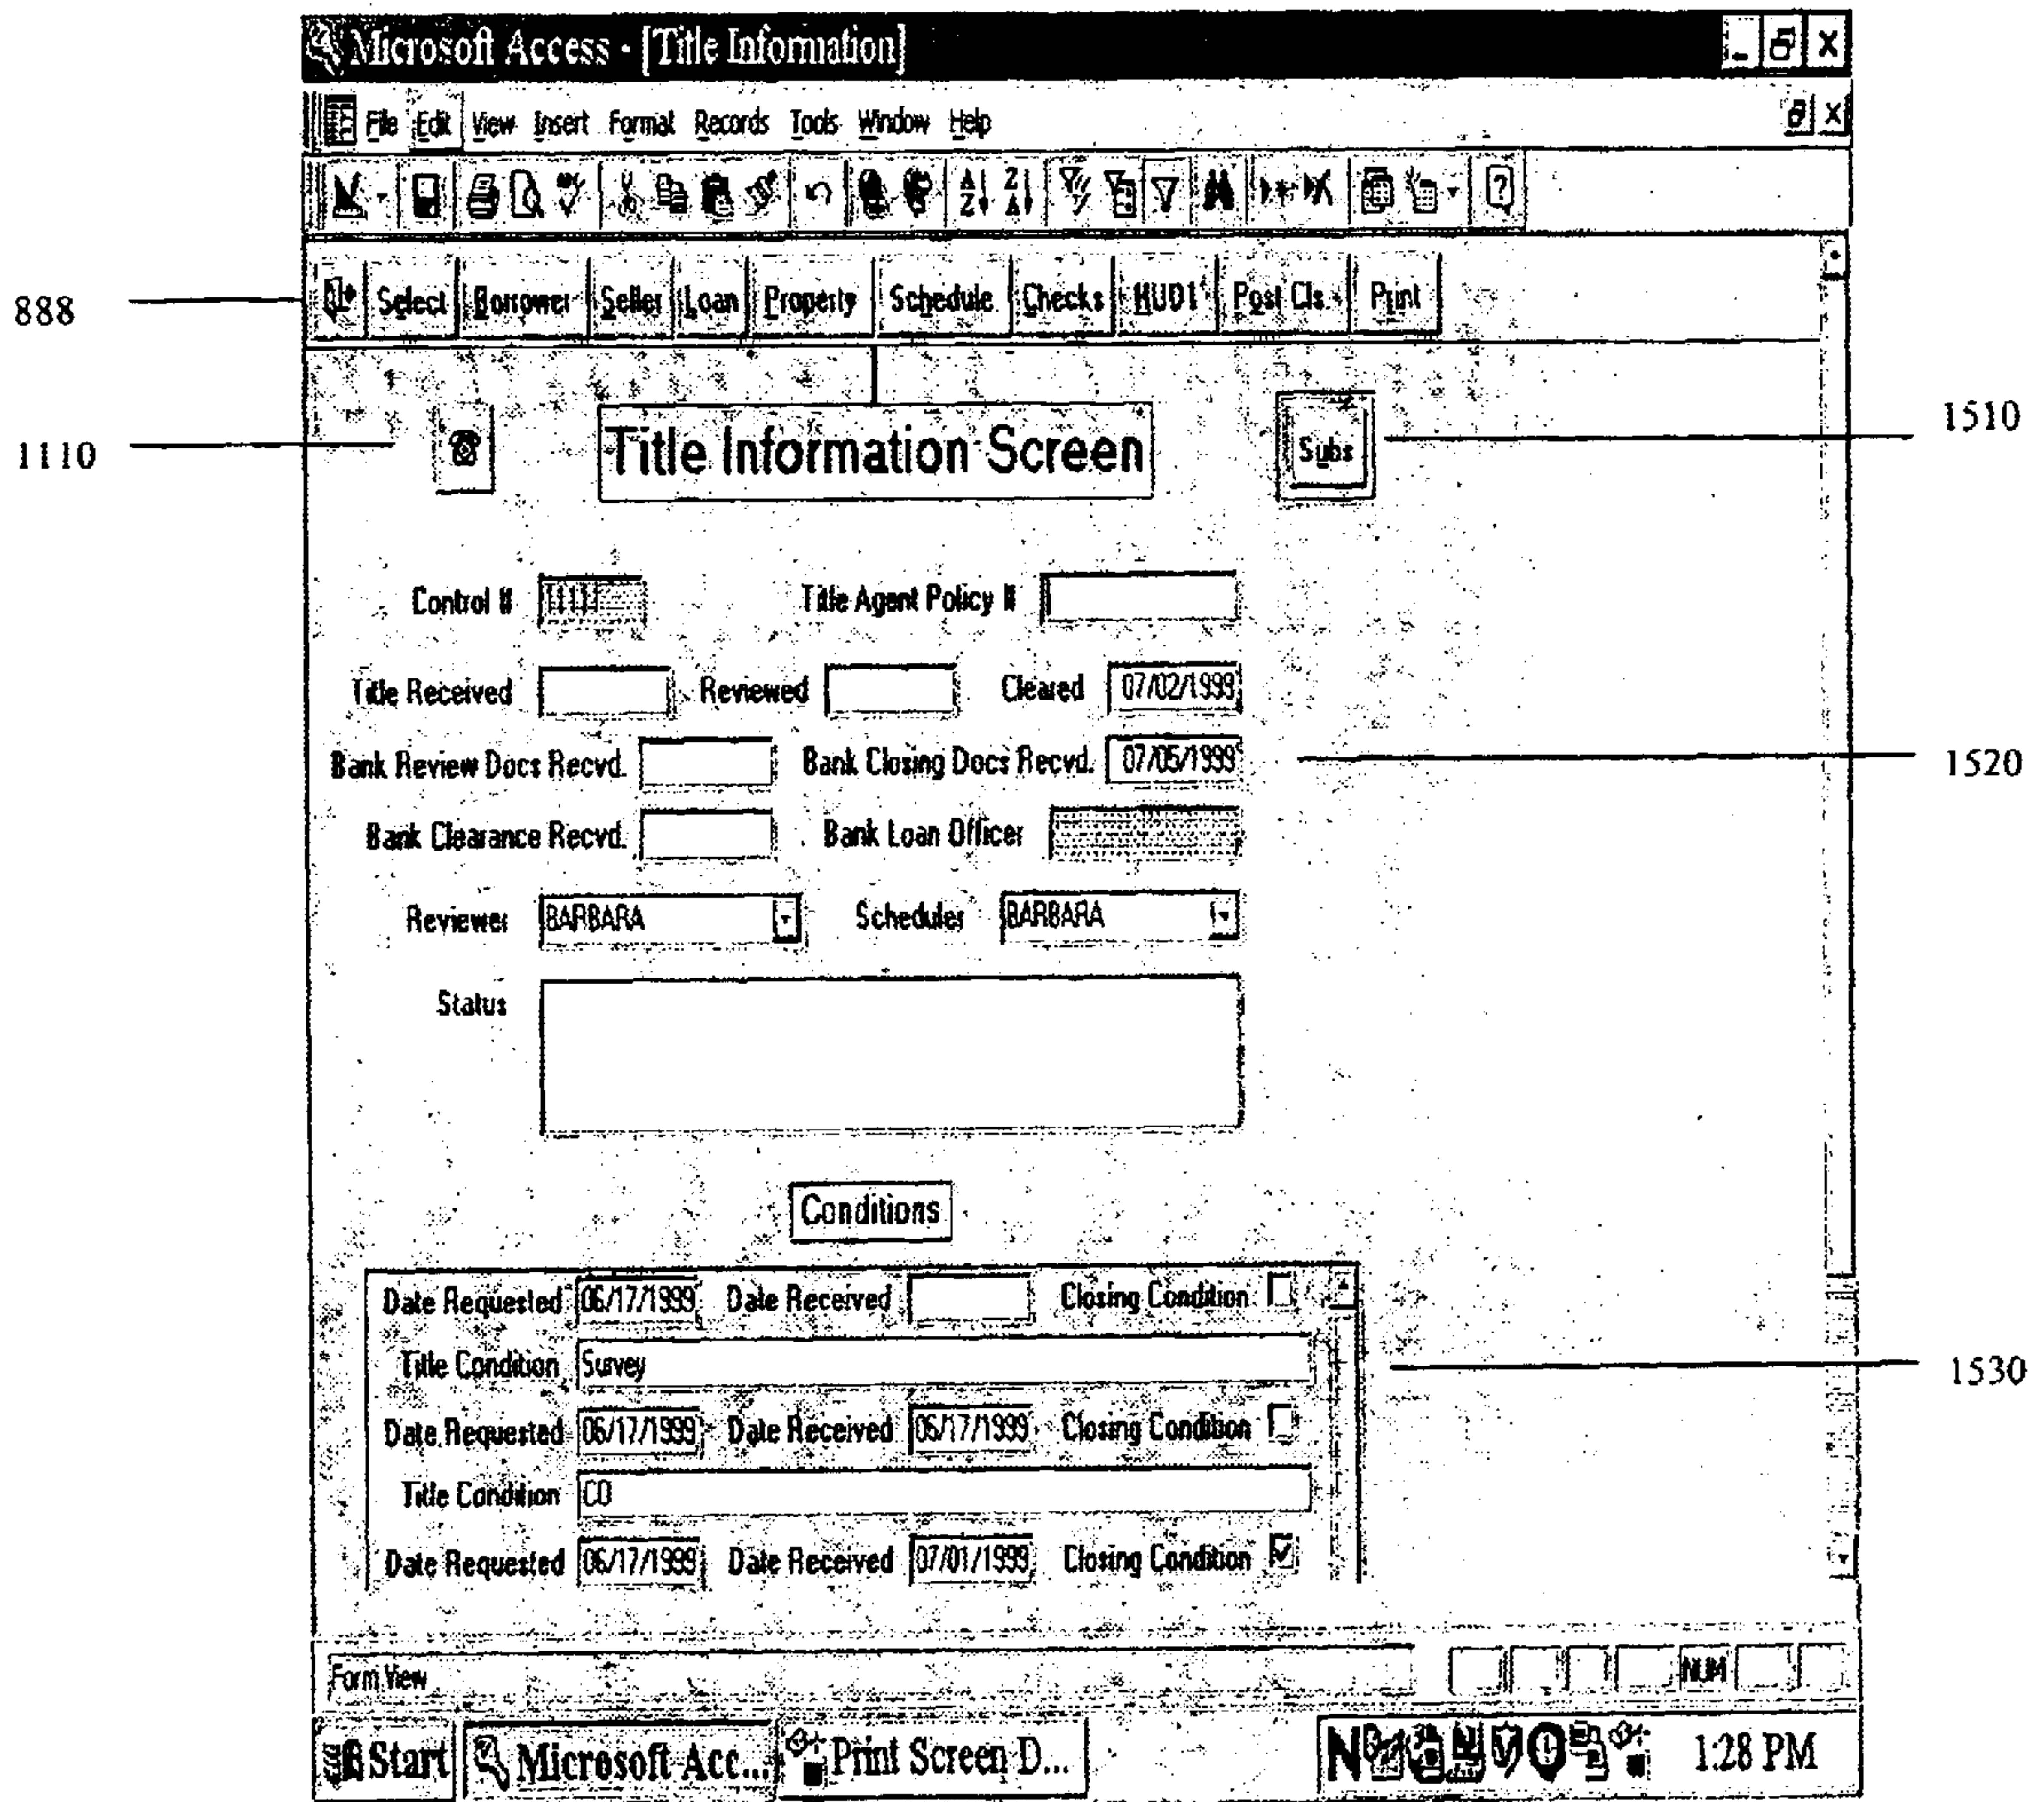 Microsoft Access - [Title Information]
File Edit View Insert Format Records Tools Window Help
888
Select Borrower Seller Loan Property Schedule Checks HUD1 Post Cls. Print
1110
Title Information Screen
Subs
1510
Control # Title Agent Policy #
Title Received Reviewed Cleared 07/02/1999
Bank Review Docs Recvd. Bank Closing Docs Recvd. 07/05/1999
1520
Bank Clearance Recvd. Bank Loan Officer
Reviewer BARBARA Scheduler BARBARA
Status
Conditions
Date Requested 06/17/1999 Date Received Closing Condition
Title Condition Survey
1530
Date Requested 06/17/1999 Date Received 06/17/1999 Closing Condition
Title Condition CO
Date Requested 06/17/1999 Date Received 07/01/1999 Closing Condition
Form View NUM
Start Microsoft Acc... Print Screen D... 1:28 PM